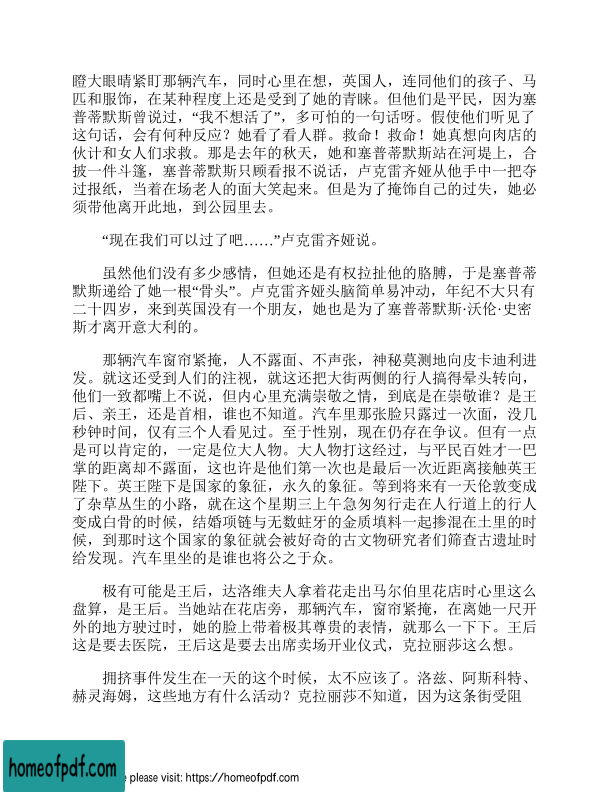 瞪大眼睛紧盯那辆汽车，同时心里在想，英国人，连同他们的孩子、马
匹和服饰，在某种程度上还是受到了她的青睐。但他们是平民，因为塞
普蒂默斯曾说过，“我不想活了”，多可怕的一句话呀。假使他们听见了
这句话，会有何种反应？她看了看人群。救命！救命！她真想向肉店的
伙计和女人们求救。那是去年的秋天，她和塞普蒂默斯站在河堤上，合
披一件斗篷，塞普蒂默斯只顾看报不说话，卢克雷齐娅从他手中一把夺
过报纸，当着在场老人的面大笑起来。但是为了掩饰自己的过失，她必
须带他离开此地，到公园里去。
“现在我们可以过了吧……”卢克雷齐娅说。
虽然他们没有多少感情，但她还是有权拉扯他的胳膊，于是塞普蒂
默斯递给了她一根“骨头”。卢克雷齐娅头脑简单易冲动，年纪不大只有
二十四岁，来到英国没有一个朋友，她也是为了塞普蒂默斯·沃伦·史密
斯才离开意大利的。
那辆汽车窗帘紧掩，人不露面、不声张，神秘莫测地向皮卡迪利进
发。就这还受到人们的注视，就这还把大街两侧的行人搞得晕头转向，
他们一致都嘴上不说，但内心里充满崇敬之情，到底是在崇敬谁？是王
后、亲王，还是首相，谁也不知道。汽车里那张脸只露过一次面，没几
秒钟时间，仅有三个人看见过。至于性别，现在仍存在争议。但有一点
是可以肯定的，一定是位大人物。大人物打这经过，与平民百姓才一巴
掌的距离却不露面，这也许是他们第一次也是最后一次近距离接触英王
陛下。英王陛下是国家的象征，永久的象征。等到将来有一天伦敦变成
了杂草丛生的小路，就在这个星期三上午急匆匆行走在人行道上的行人
变成白骨的时候，结婚项链与无数蛀牙的金质填料一起掺混在土里的时
候，到那时这个国家的象征就会被好奇的古文物研究者们筛查古遗址时
给发现。汽车里坐的是谁也将公之于众。
极有可能是王后，达洛维夫人拿着花走出马尔伯里花店时心里这么
盘算，是王后。当她站在花店旁，那辆汽车，窗帘紧掩，在离她一尺开
外的地方驶过时，她的脸上带着极其尊贵的表情，就那么一下下。王后
这是要去医院，王后这是要去出席卖场开业仪式，克拉丽莎这么想。
拥挤事件发生在一天的这个时候，太不应该了。洛兹、阿斯科特、
赫灵海姆，这些地方有什么活动？克拉丽莎不知道，因为这条街受阻
homeofpdf.com
e please visit: https://homeofpdf.com